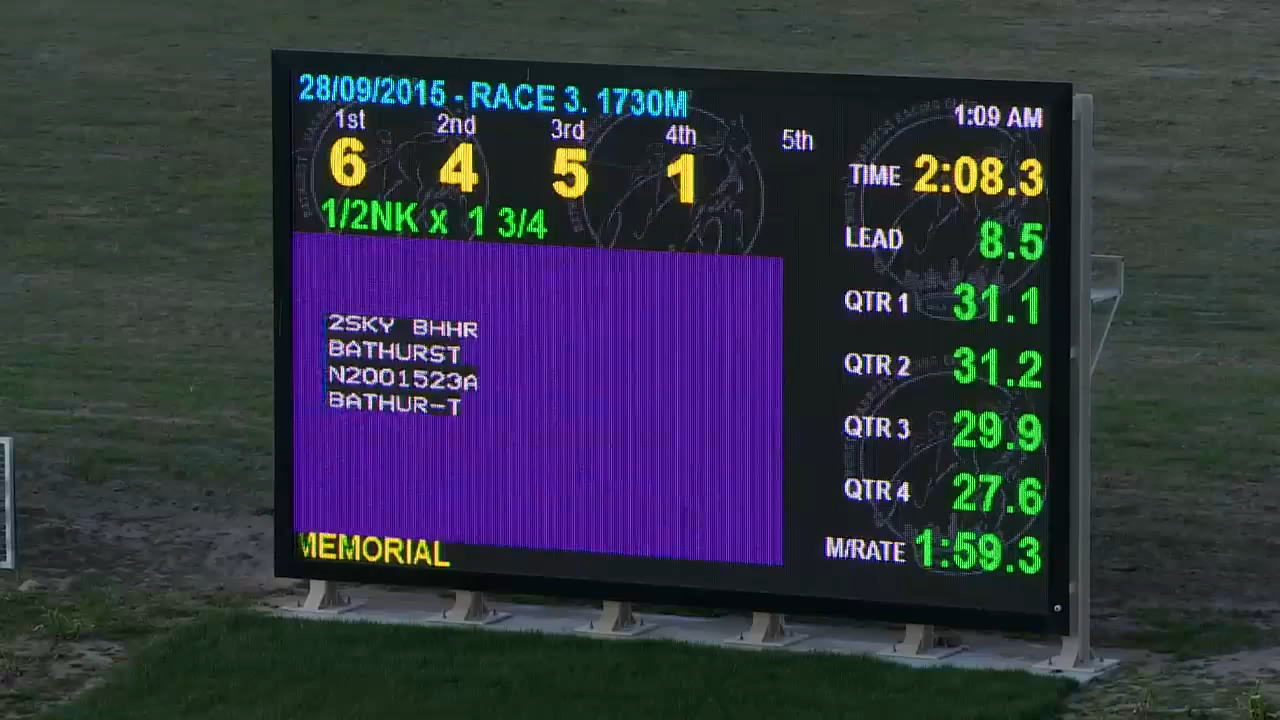 28/09/2015 - RACE 3. 1730M
1:09 AM
1st 2nd 3rd 4th 5th
6 4 5 1
1/2NK x 1 3/4
TIME 2:08.3
LEAD 8.5
QTR 1 31.1
QTR 2 31.2
QTR 3 29.9
QTR 4 27.6
M/RATE 1:59.3
2SKY BHHR
BATHURST
N2001523A
BATHUR-T
MEMORIAL